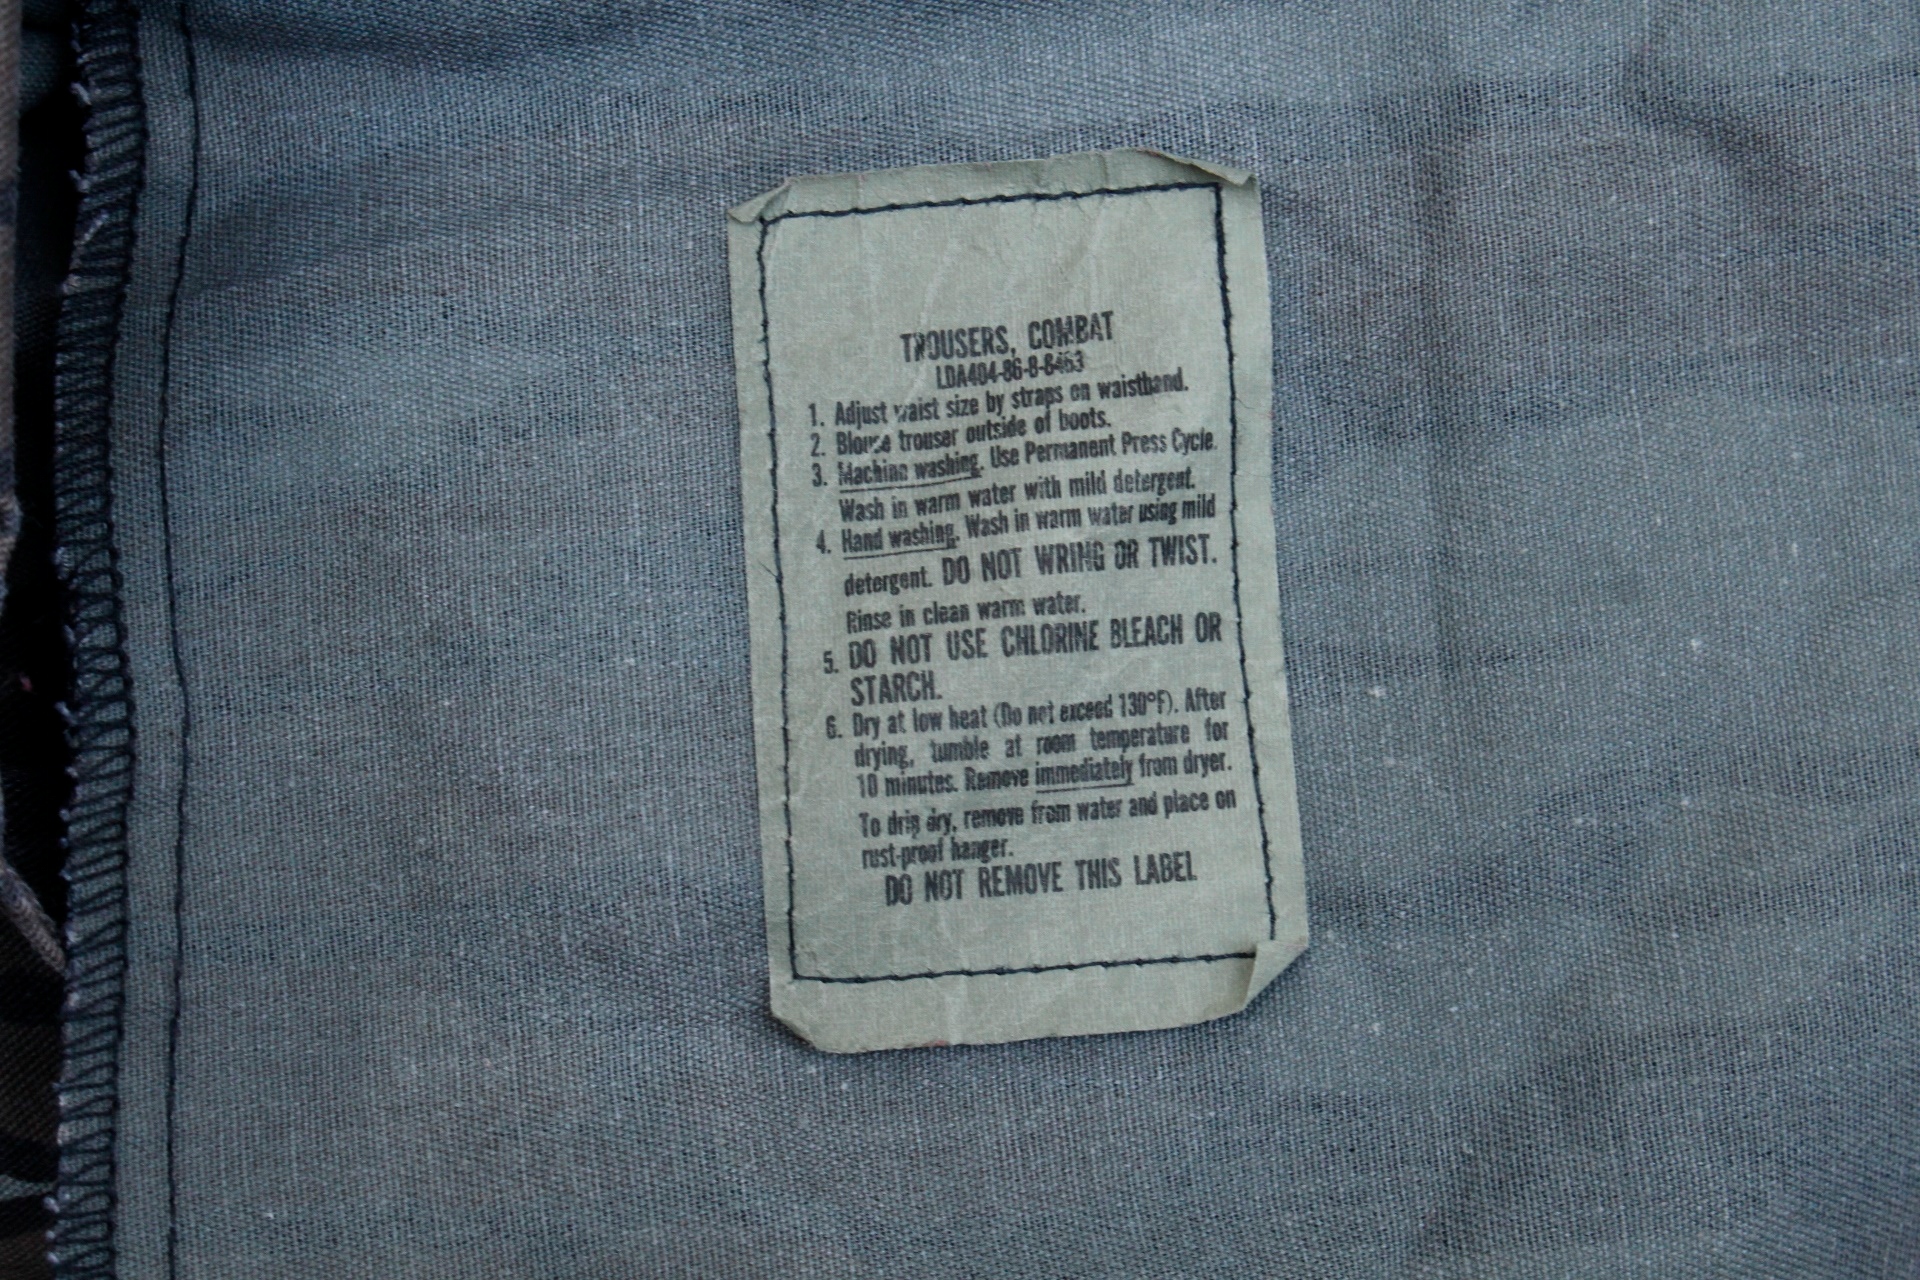 TROUSERS, COMBAT
LDA404-86-8-8463
1. Adjust waist size by straps on waistband.
2. Blouse trouser outside of boots.
3. Machine washing. Use Permanent Press Cycle.
Wash in warm water with mild detergent.
4. Hand washing. Wash in warm water using mild
detergent. DO NOT WRING OR TWIST.
Rinse in clean warm water.
5. DO NOT USE CHLORINE BLEACH OR
STARCH.
6. Dry at low heat (Do not exceed 130°F). After
drying, tumble at room temperature for
10 minutes. Remove immediately from dryer.
To drip dry, remove from water and place on
rust-proof hanger.
DO NOT REMOVE THIS LABEL